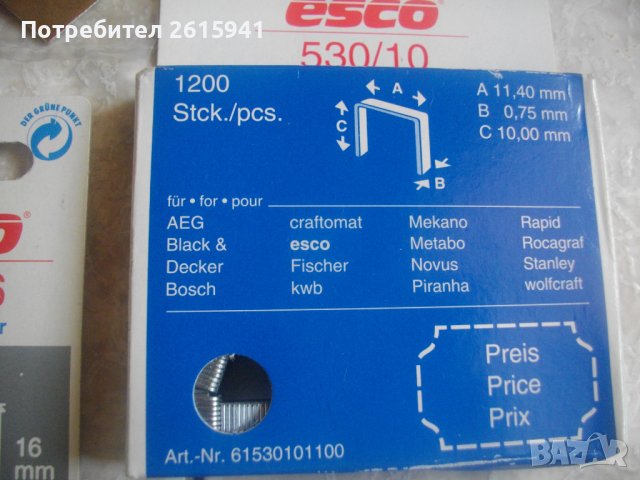 Потребител 2615941
esco®
530/10
1200
Stck./pcs.
A
C
B
A 11,40 mm
B 0,75 mm
C 10,00 mm
DER GRÜNE PUNKT
für • for • pour
AEG
Black &
Decker
Bosch
craftomat
esco
Fischer
kwb
Mekano
Metabo
Novus
Piranha
Rapid
Rocagraf
Stanley
wolfcraft
Preis
Price
Prix
Art.-Nr. 61530101100
16
mm
BAZAR